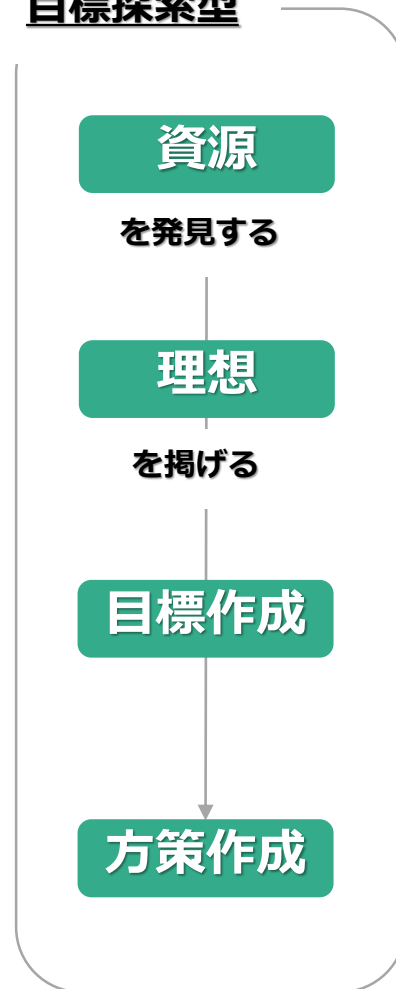 目標探索型
資源
を発見する
理想
を掲げる
目標作成
方策作成